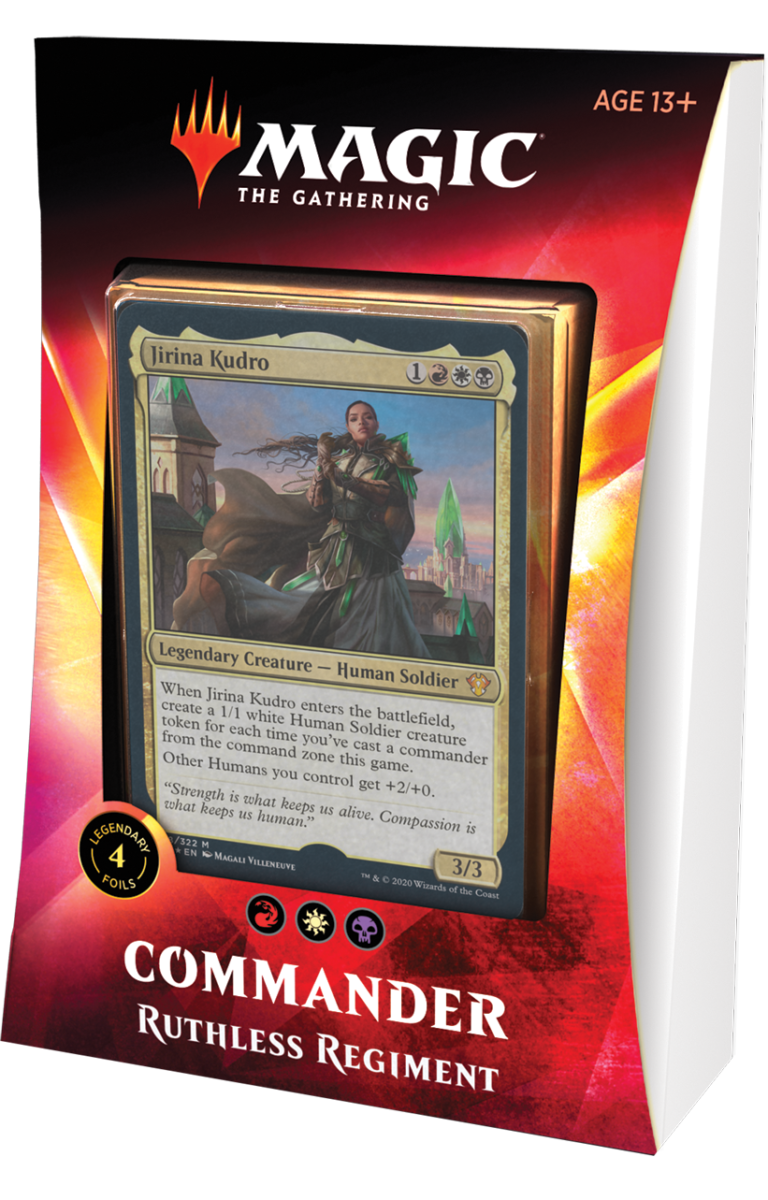 AGE 13+
MAGIC
THE GATHERING
Jirina Kudro
1
Legendary Creature — Human Soldier
When Jirina Kudro enters the battlefield,
create a 1/1 white Human Soldier creature
token for each time you've cast a commander
from the command zone this game.
Other Humans you control get +2/+0.
"Strength is what keeps us alive. Compassion is
what keeps us human."
/322 M
EN Magali Villeneuve
3/3
™ & © 2020 Wizards of the Coast
LEGENDARY
4
FOILS
COMMANDER
RUTHLESS REGIMENT